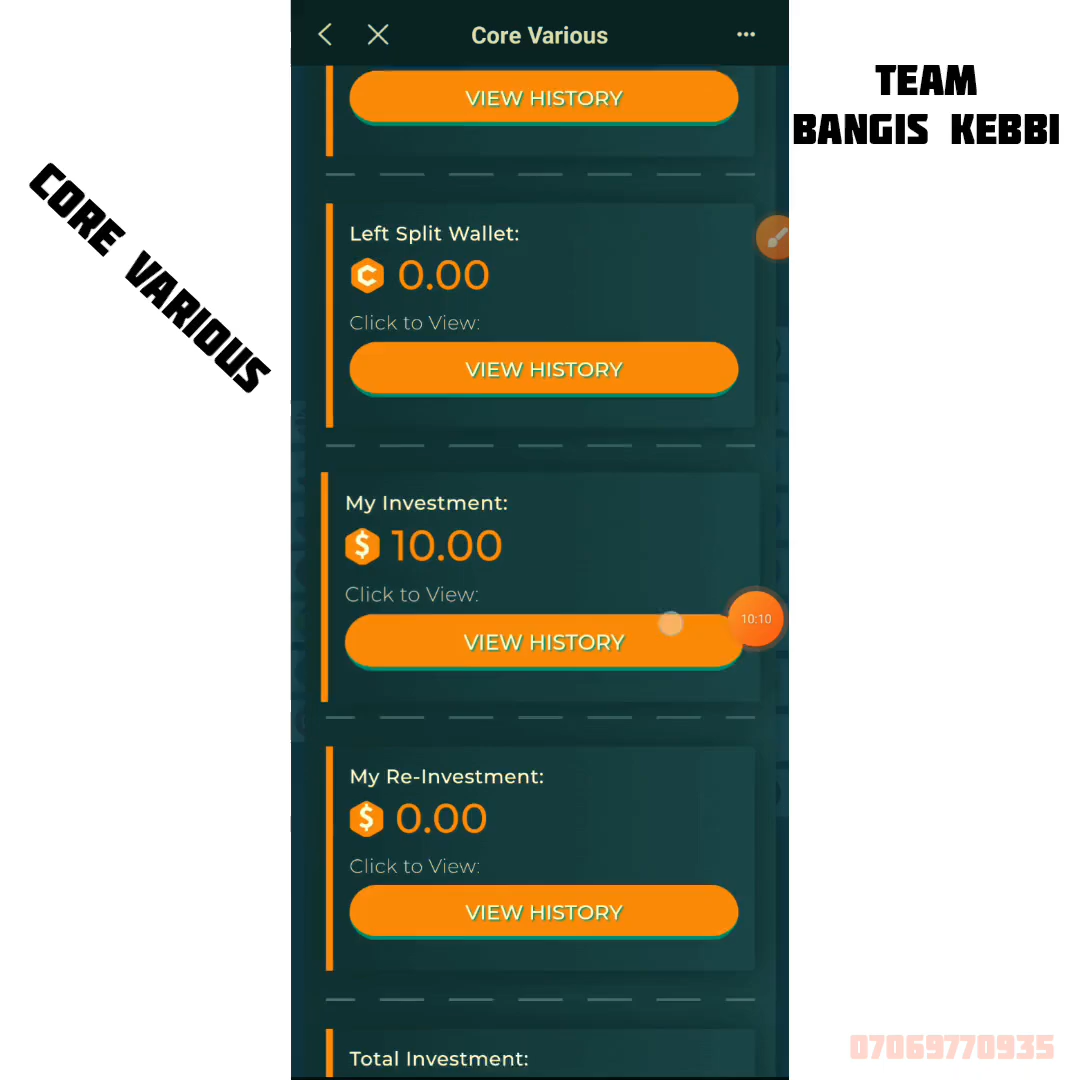 Core Various
TEAM
BANGIS KEBBI
CORE VARIOUS
VIEW HISTORY
Left Split Wallet:
C 0.00
Click to View:
VIEW HISTORY
My Investment:
$ 10.00
Click to View:
VIEW HISTORY
10:10
My Re-Investment:
$ 0.00
Click to View:
VIEW HISTORY
Total Investment:
07069770935